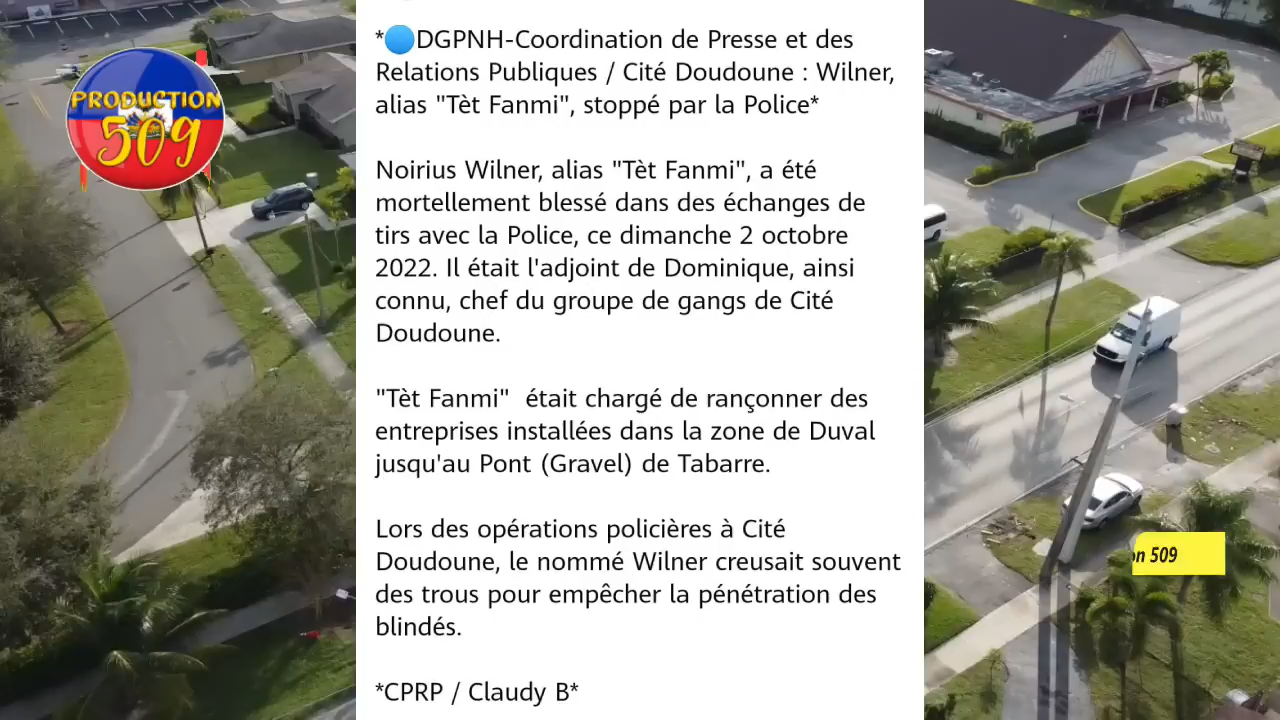 PRODUCTION
509
*🔵DGPNH-Coordination de Presse et des
Relations Publiques / Cité Doudoune : Wilner,
alias "Tèt Fanmi", stoppé par la Police*
Noirius Wilner, alias "Tèt Fanmi", a été
mortellement blessé dans des échanges de
tirs avec la Police, ce dimanche 2 octobre
2022. Il était l'adjoint de Dominique, ainsi
connu, chef du groupe de gangs de Cité
Doudoune.
"Tèt Fanmi"  était chargé de rançonner des
entreprises installées dans la zone de Duval
jusqu'au Pont (Gravel) de Tabarre.
Lors des opérations policières à Cité
Doudoune, le nommé Wilner creusait souvent
des trous pour empêcher la pénétration des
blindés.
*CPRP / Claudy B*
on 509